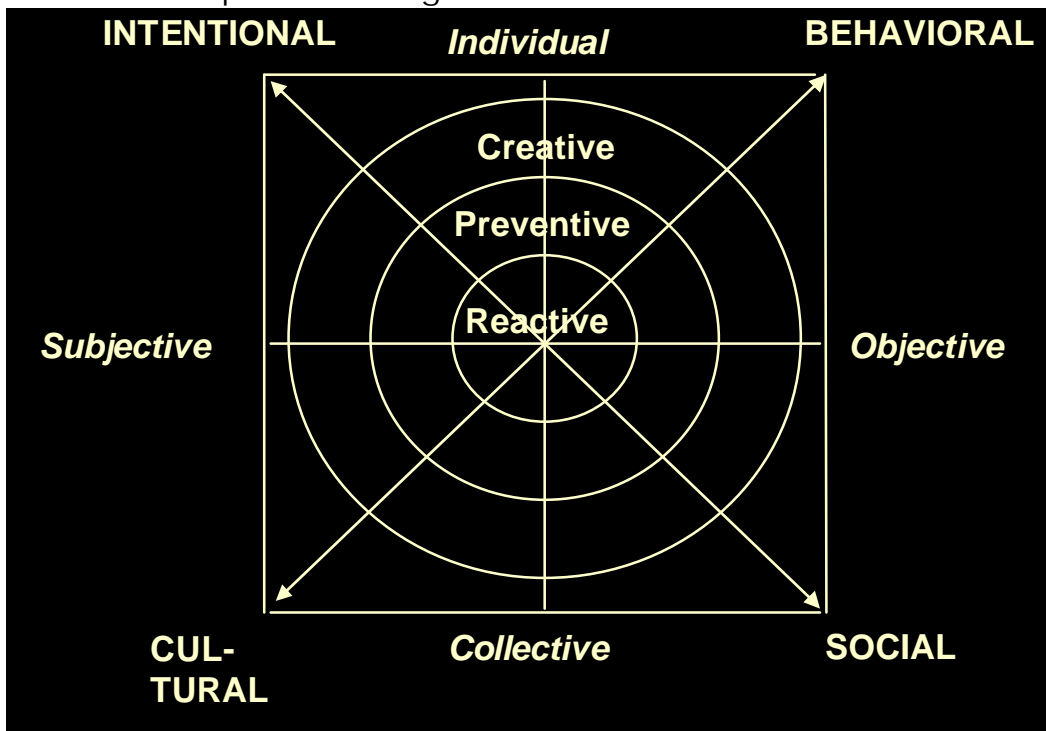 INTENTIONAL
Individual
BEHAVIORAL
Creative
Preventive
Reactive
Subjective
Objective
CUL-
TURAL
Collective
SOCIAL